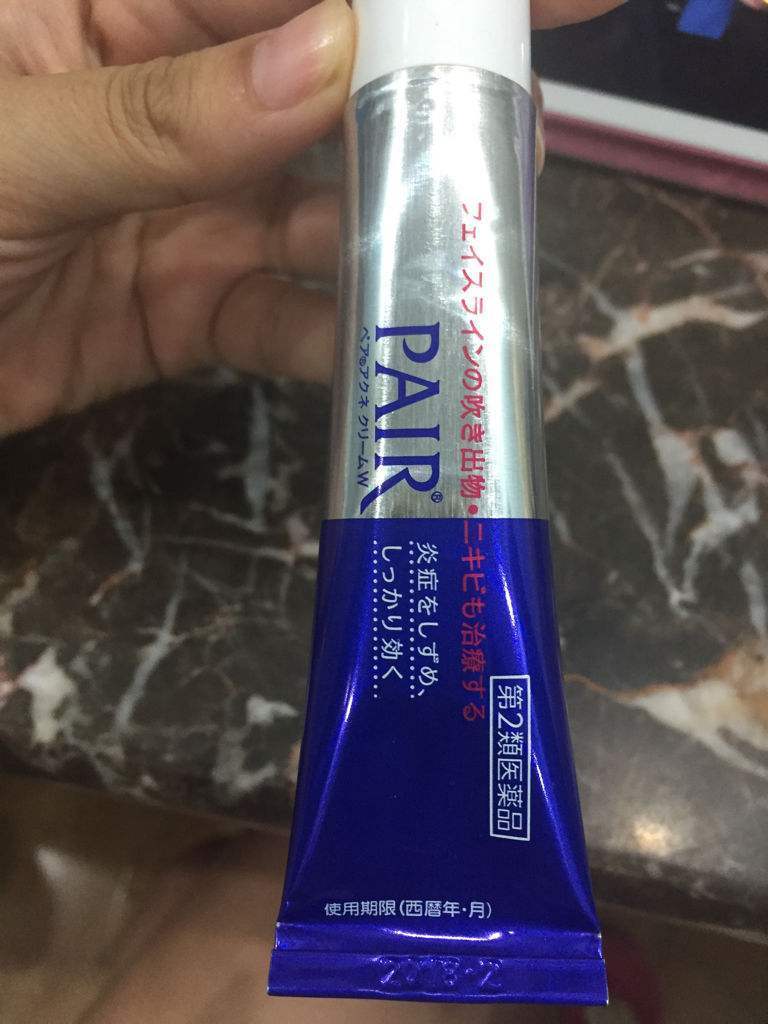 フェイスラインの吹き出物・ニキビも治療する
PAIR®
ペア®アクネ クリームW
炎症をしずめ、
しっかり効く
第2類医薬品
使用期限(西暦年・月)